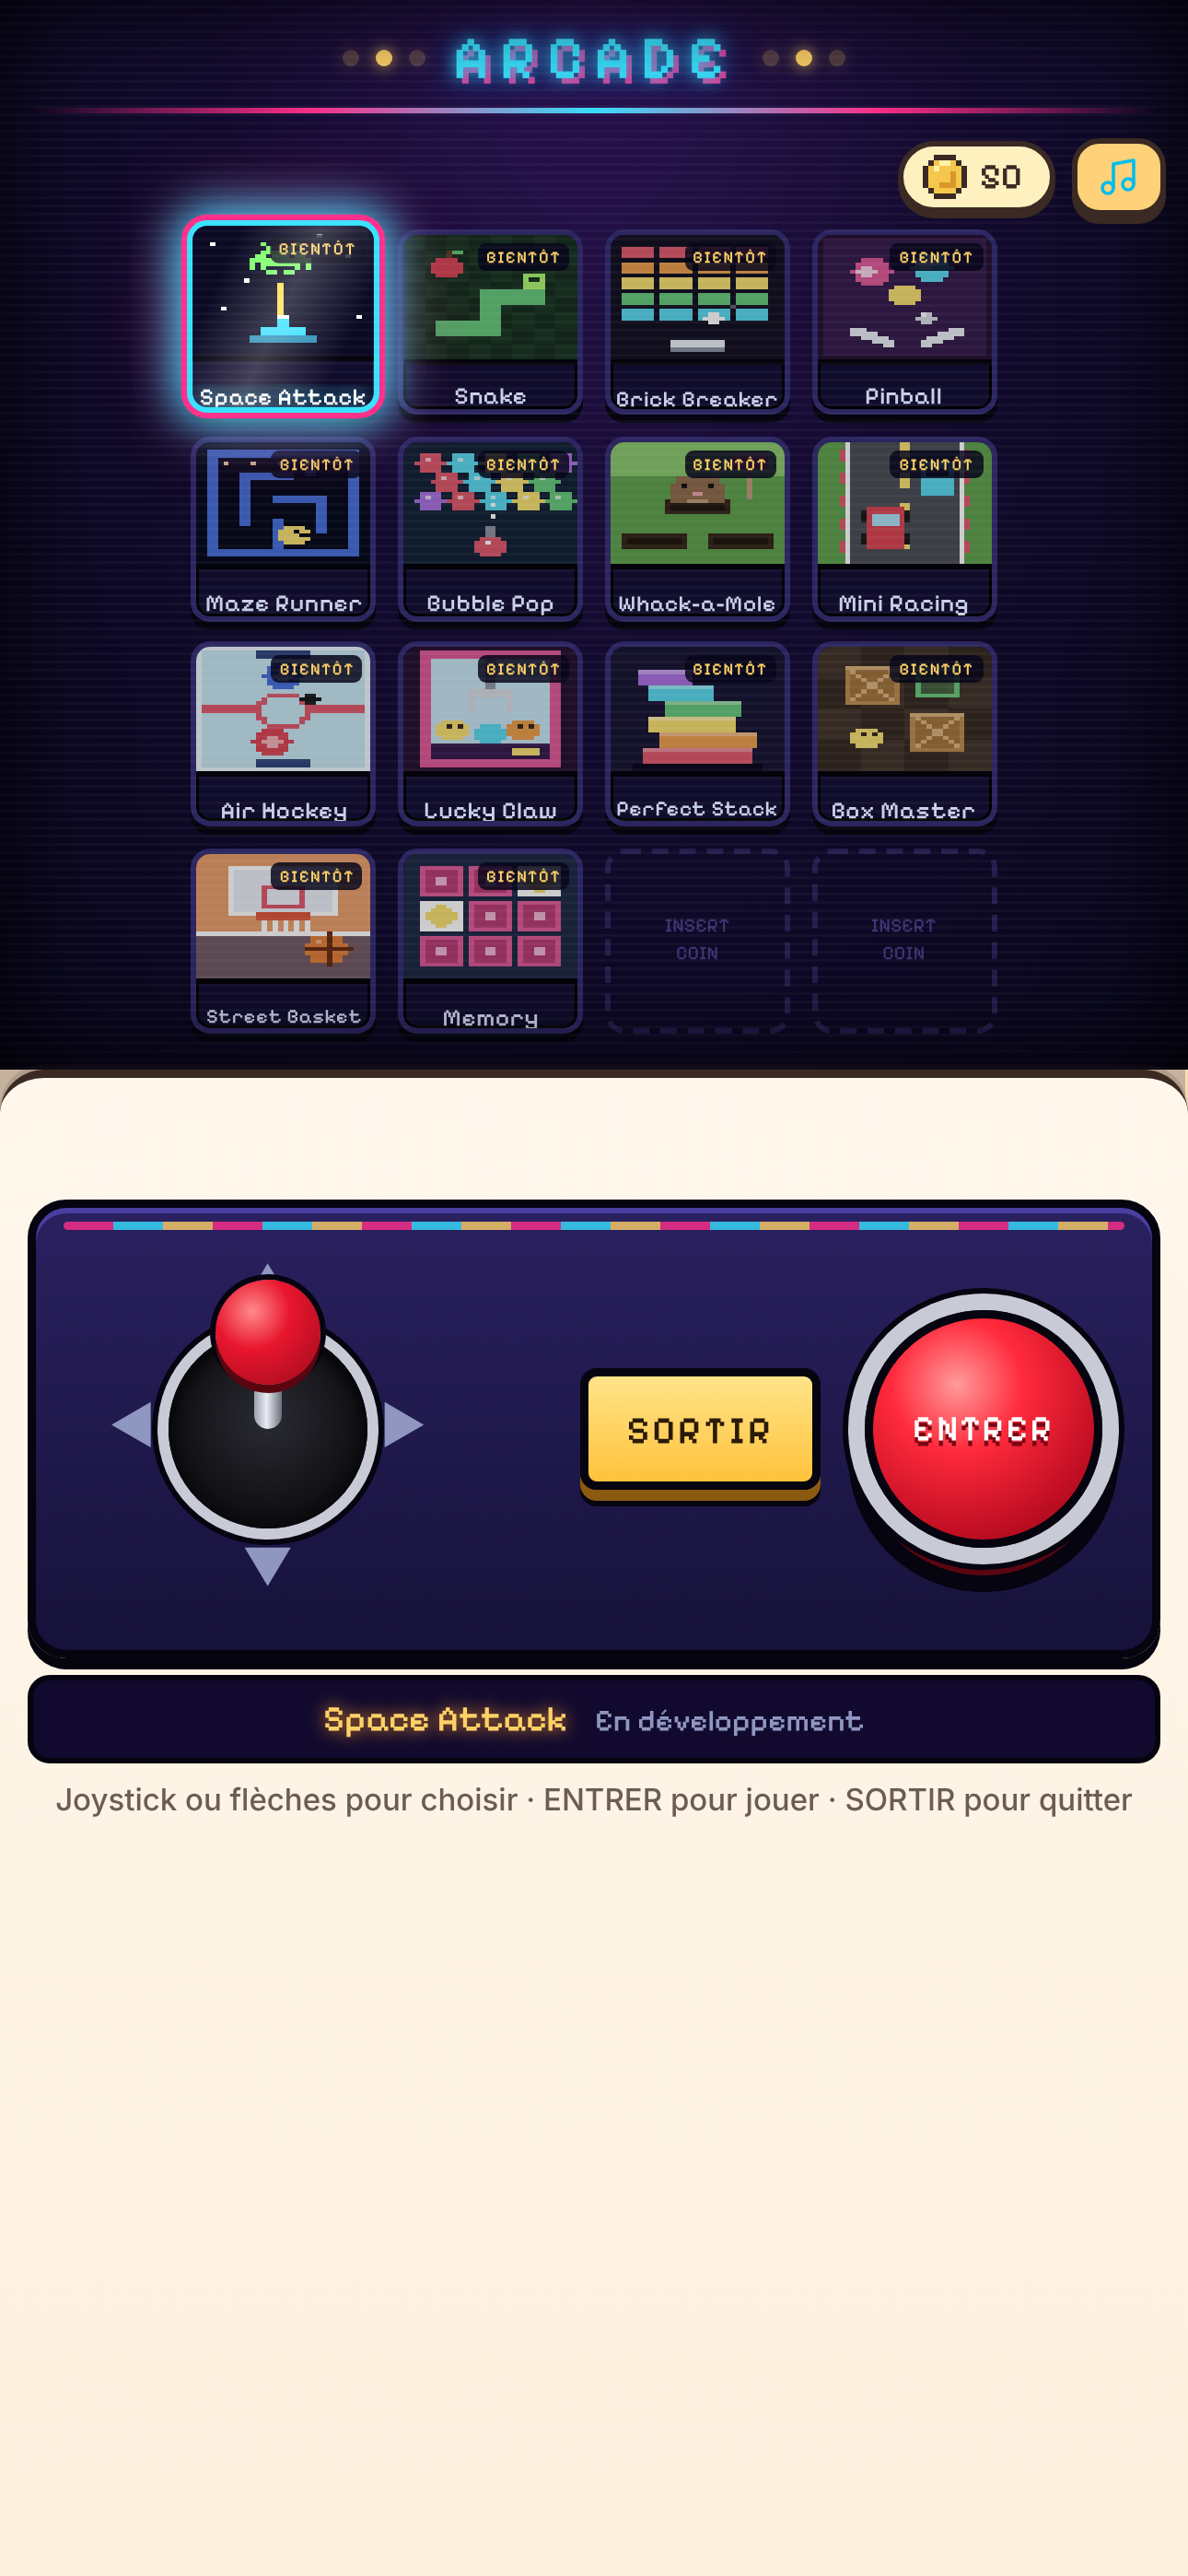 ARCADE
80
BIENTÔT
BIENTÔT
BIENTÔT
BIENTÔT
Space Attack
Snake
Brick Breaker
Pinball
BIENTÔT
BIENTÔT
BIENTÔT
BIENTÔT
Maze Runner
Bubble Pop
Whack-a-Mole
Mini Racing
BIENTÔT
BIENTÔT
BIENTÔT
BIENTÔT
Air Hockey
Lucky Claw
Perfect Stack
Box Master
BIENTÔT
BIENTÔT
INSERT
COIN
INSERT
COIN
Street Basket
Memory
SORTIR
ENTRER
Space Attack En développement
Joystick ou flèches pour choisir · ENTRER pour jouer · SORTIR pour quitter